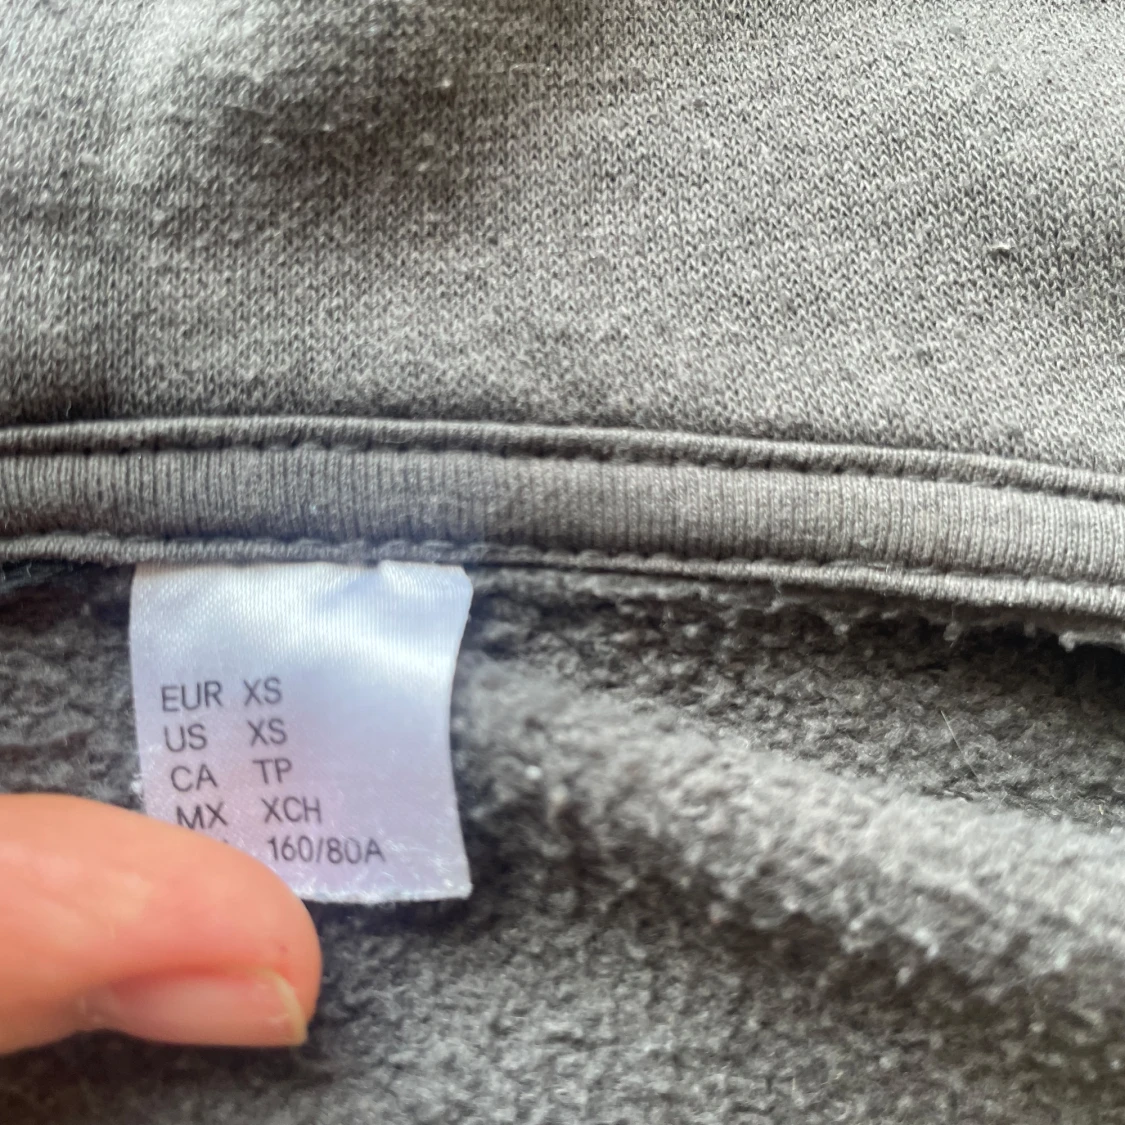 EUR XS
US XS
CA TP
MX XCH
160/80A